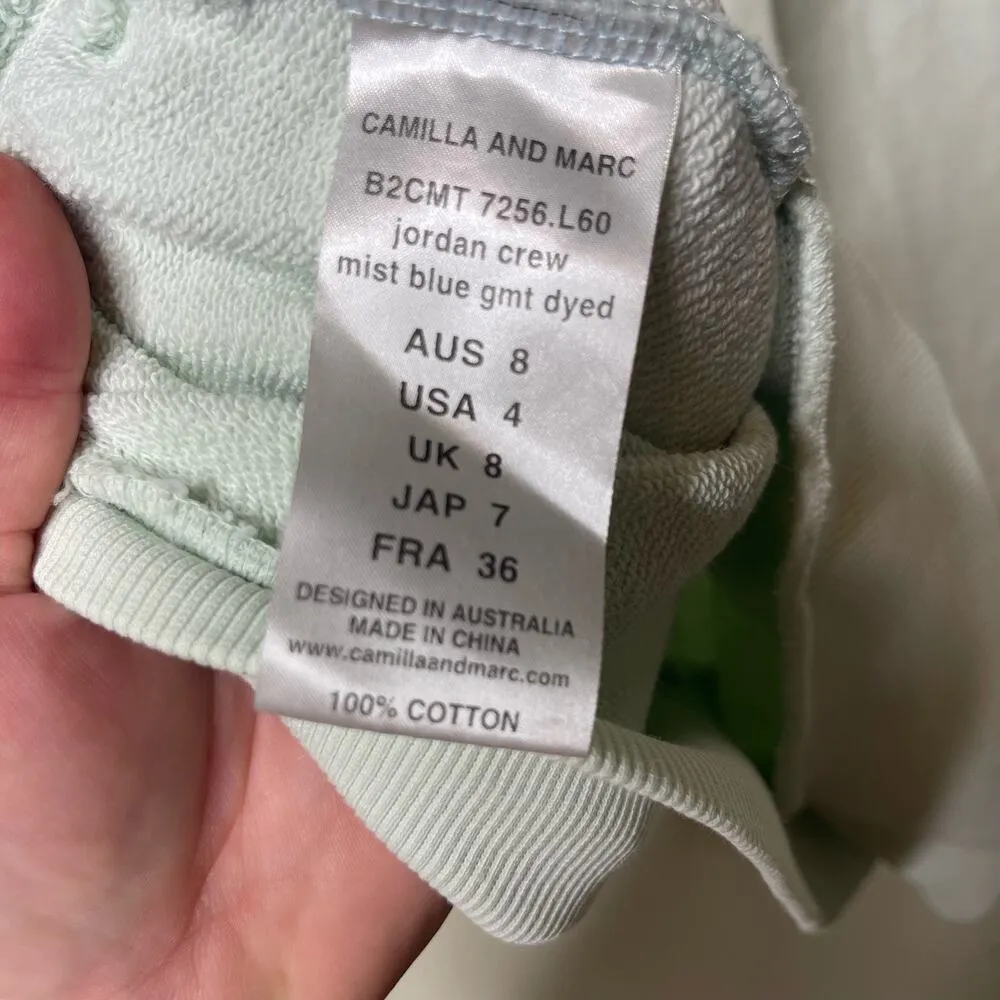 CAMILLA AND MARC
B2CMT 7256.L60
jordan crew
mist blue gmt dyed
AUS 8
USA 4
UK 8
JAP 7
FRA 36
DESIGNED IN AUSTRALIA
MADE IN CHINA
www.camillaandmarc.com
100% COTTON